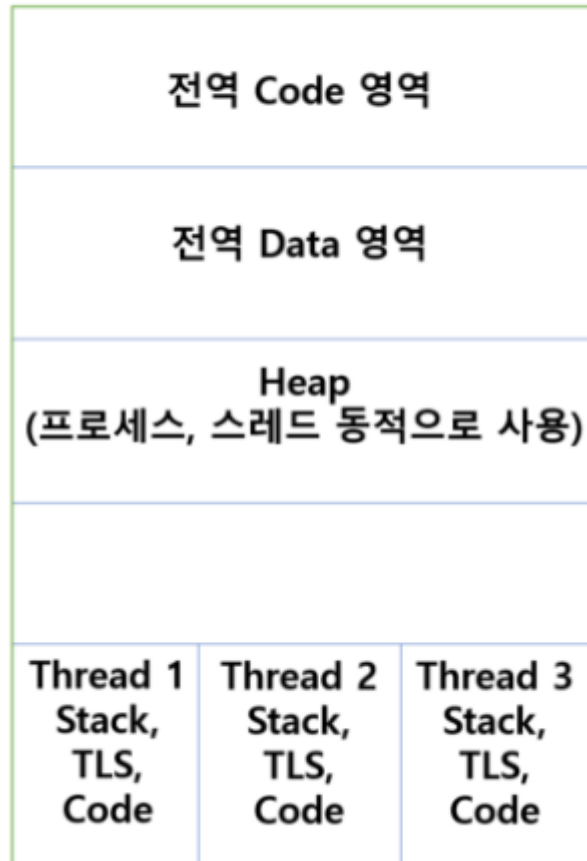 전역 Code 영역
전역 Data 영역
Heap
(프로세스, 스레드 동적으로 사용)
Thread 1
Stack,
TLS,
Code
Thread 2
Stack,
TLS,
Code
Thread 3
Stack,
TLS,
Code